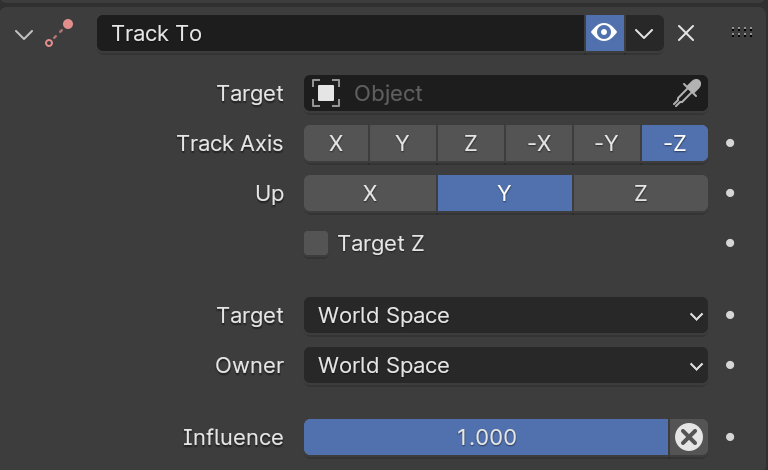 Track To
Target Object
Track Axis X Y Z -X -Y -Z
Up X Y Z
Target Z
Target World Space
Owner World Space
Influence 1.000